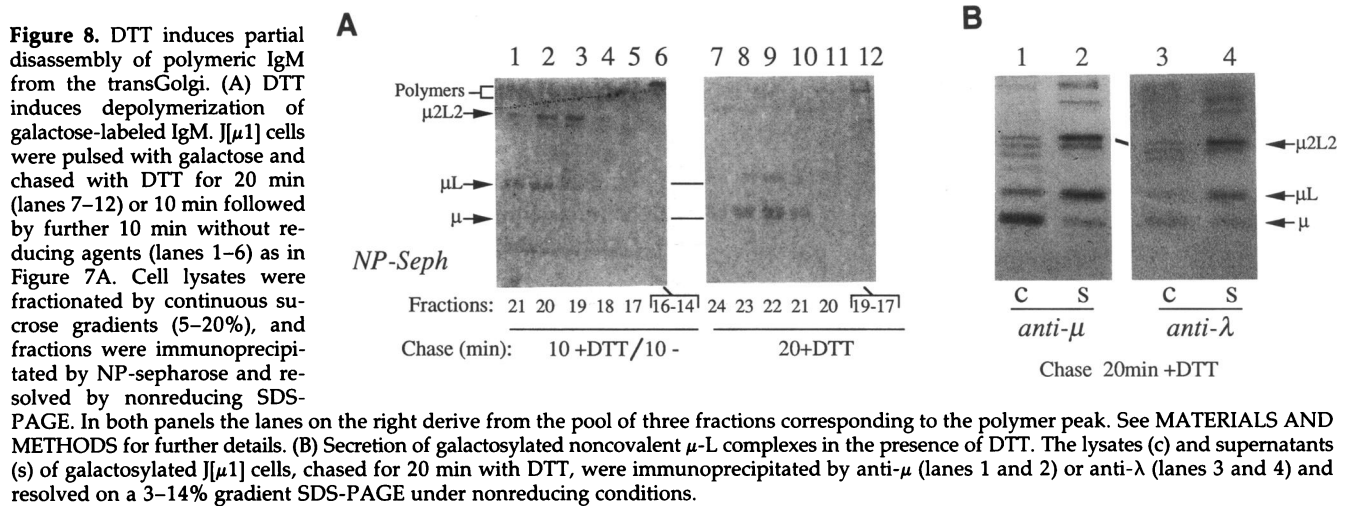 Figure 8. DTT induces partial
disassembly of polymeric IgM
from the transGolgi. (A) DTT
induces depolymerization of
galactose-labeled IgM. J[μ1] cells
were pulsed with galactose and
chased with DTT for 20 min
(lanes 7–12) or 10 min followed
by further 10 min without re-
ducing agents (lanes 1–6) as in
Figure 7A. Cell lysates were
fractionated by continuous su-
crose gradients (5–20%), and
fractions were immunoprecipi-
tated by NP-sepharose and re-
solved by nonreducing SDS-
PAGE. In both panels the lanes on the right derive from the pool of three fractions corresponding to the polymer peak. See MATERIALS AND
METHODS for further details. (B) Secretion of galactosylated noncovalent μ-L complexes in the presence of DTT. The lysates (c) and supernatants
(s) of galactosylated J[μ1] cells, chased for 20 min with DTT, were immunoprecipitated by anti-μ (lanes 1 and 2) or anti-λ (lanes 3 and 4) and
resolved on a 3–14% gradient SDS-PAGE under nonreducing conditions.
A
1 2 3 4 5 6 7 8 9 10 11 12
Polymers
μ2L2
μL
μ
NP-Seph
Fractions: 21 20 19 18 17 16-14 24 23 22 21 20 19-17
Chase (min): 10 +DTT/10 - 20+DTT
B
1 2 3 4
μ2L2
μL
μ
c s c s
anti-μ anti-λ
Chase 20min +DTT